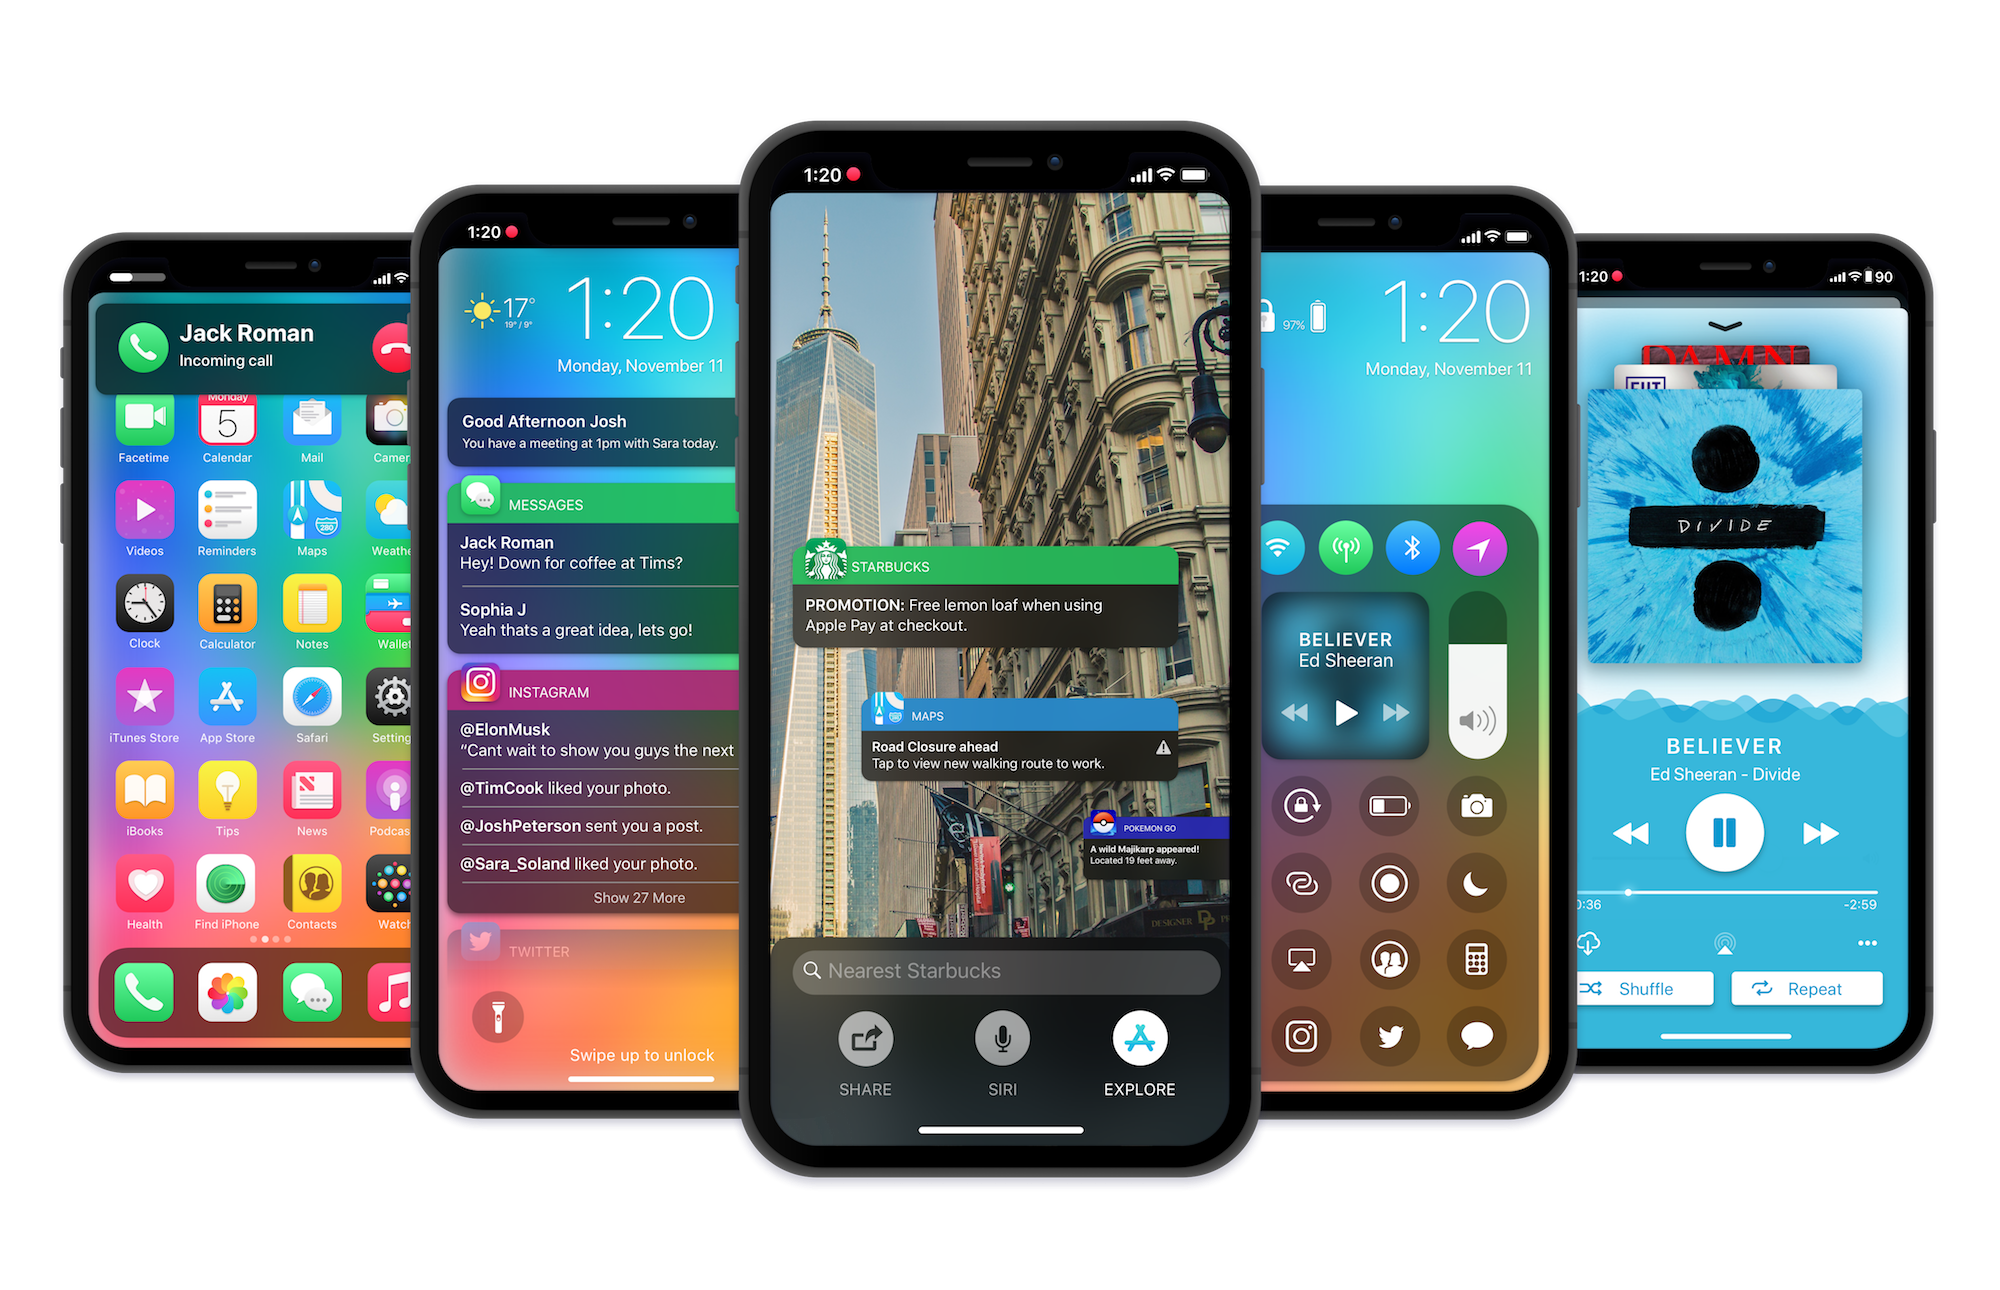 Jack Roman
Incoming call
Monday
5
Facetime
Calendar
Mail
Camer
Videos
Reminders
280
Maps
Weathe
Clock
Calculator
Notes
Wallet
iTunes Store
App Store
Safari
Setting
iBooks
Tips
News
Podcas
Health
Find iPhone
Contacts
Watch
1:20
17°
19° / 9°
1:20
Monday, November 11
Good Afternoon Josh
You have a meeting at 1pm with Sara today.
MESSAGES
Jack Roman
Hey! Down for coffee at Tims?
Sophia J
Yeah thats a great idea, lets go!
INSTAGRAM
@ElonMusk
“Cant wait to show you guys the next
@TimCook liked your photo.
@JoshPeterson sent you a post.
@Sara_Soland liked your photo.
Show 27 More
TWITTER
Swipe up to unlock
1:20
STARBUCKS
PROMOTION: Free lemon loaf when using
Apple Pay at checkout.
MAPS
Road Closure ahead
Tap to view new walking route to work.
POKEMON GO
A wild Majikarp appeared!
Located 19 feet away.
DESIGNER
Nearest Starbucks
SHARE
SIRI
EXPLORE
97%
1:20
Monday, November 11
BELIEVER
Ed Sheeran
1:20
90
DAMN
DIVIDE
BELIEVER
Ed Sheeran - Divide
0:36
-2:59
Shuffle
Repeat